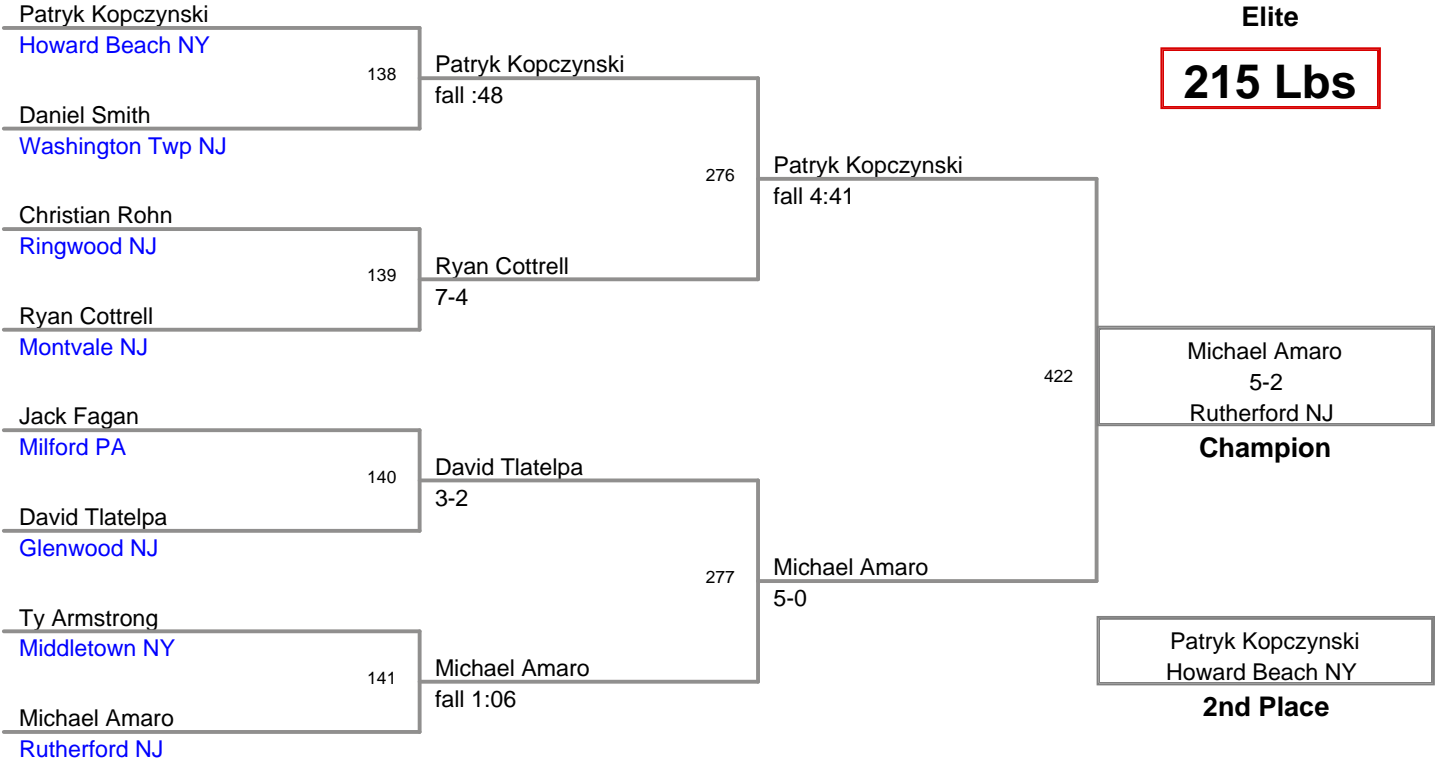 Elite
215 Lbs
Patryk Kopczynski
Howard Beach NY
138
Daniel Smith
Washington Twp NJ
Patryk Kopczynski
fall :48
Christian Rohn
Ringwood NJ
139
Ryan Cottrell
Montvale NJ
Ryan Cottrell
7-4
276
Patryk Kopczynski
fall 4:41
Jack Fagan
Milford PA
140
David Tlatelpa
Glenwood NJ
David Tlatelpa
3-2
Ty Armstrong
Middletown NY
141
Michael Amaro
Rutherford NJ
Michael Amaro
fall 1:06
277
Michael Amaro
5-0
422
Michael Amaro
5-2
Rutherford NJ
Champion
Patryk Kopczynski
Howard Beach NY
2nd Place